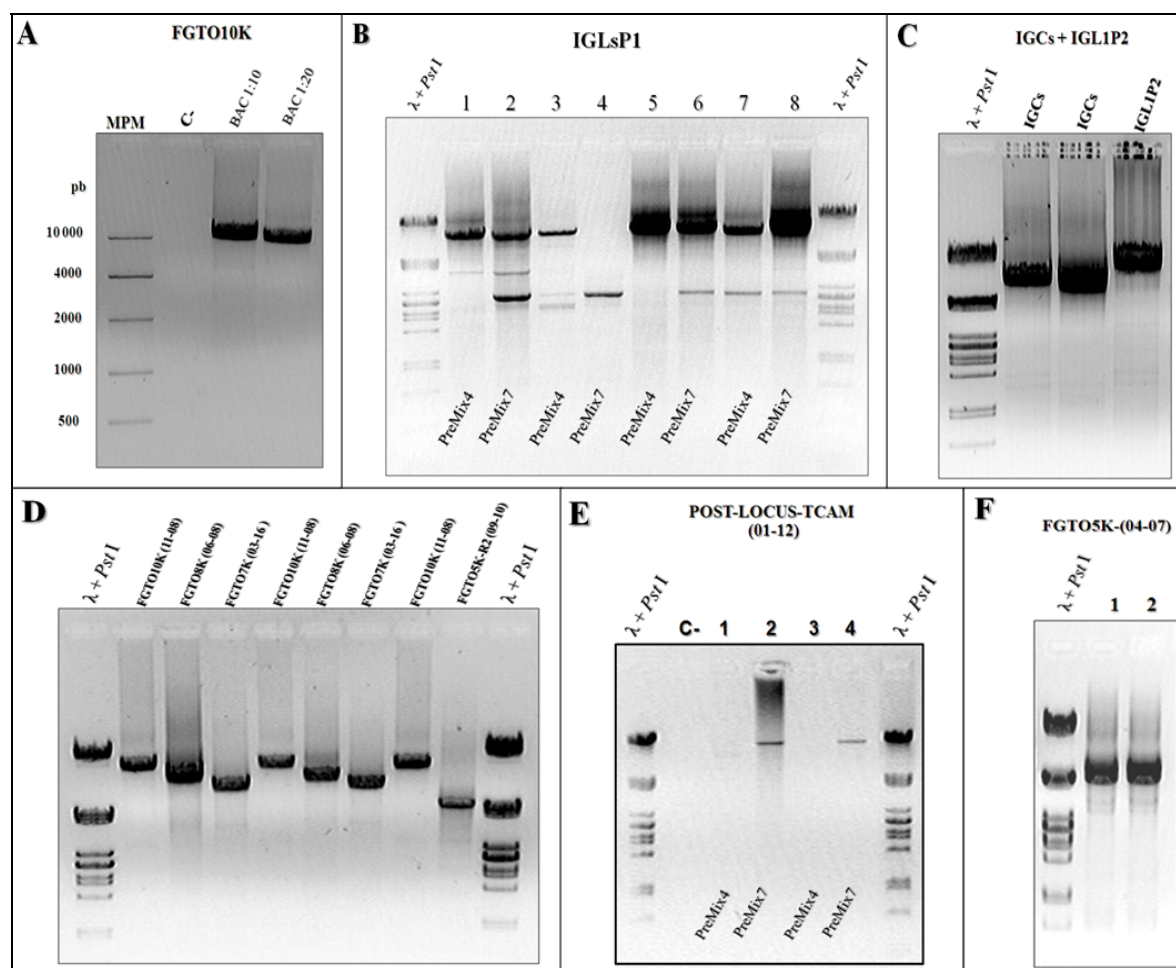 A
FGTO10K
MPM
C-
BAC 1:10
BAC 1:20
pb
10 000
4000
2000
1000
500
B
IGLsP1
λ + Pst I
1
2
3
4
5
6
7
8
λ + Pst I
PreMix4
PreMix7
PreMix4
PreMix7
PreMix4
PreMix7
PreMix4
PreMix7
C
IGCs + IGL1P2
λ + Pst I
IGCs
IGCs
IGL1P2
D
λ + Pst I
FGTO10K (11-08)
FGTO8K (06-08)
FGTO7K (03-16)
FGTO10K (11-08)
FGTO8K (06-08)
FGTO7K (03-16)
FGTO10K (11-08)
FGTO5K-R2 (09-10)
λ + Pst I
E
POST-LOCUS-TCAM
(01-12)
λ + Pst I
C-
1
2
3
4
λ + Pst I
PreMix4
PreMix7
PreMix4
PreMix7
F
FGTO5K-(04-07)
λ + Pst I
1
2